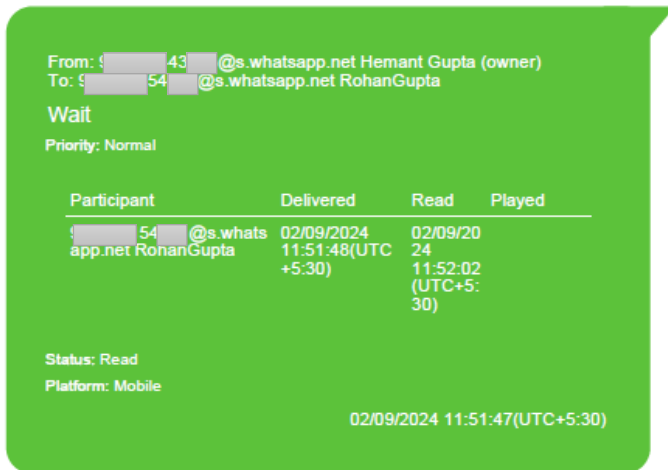 From: 9 43 @s.whatsapp.net Hemant Gupta (owner)
To: 9 54 @s.whatsapp.net RohanGupta
Wait
Priority: Normal
Participant Delivered Read Played
54 @s.whats 02/09/2024 02/09/20
app.net RohanGupta 11:51:48(UTC 24
+5:30) 11:52:02
(UTC+5:
30)
Status: Read
Platform: Mobile
02/09/2024 11:51:47(UTC+5:30)